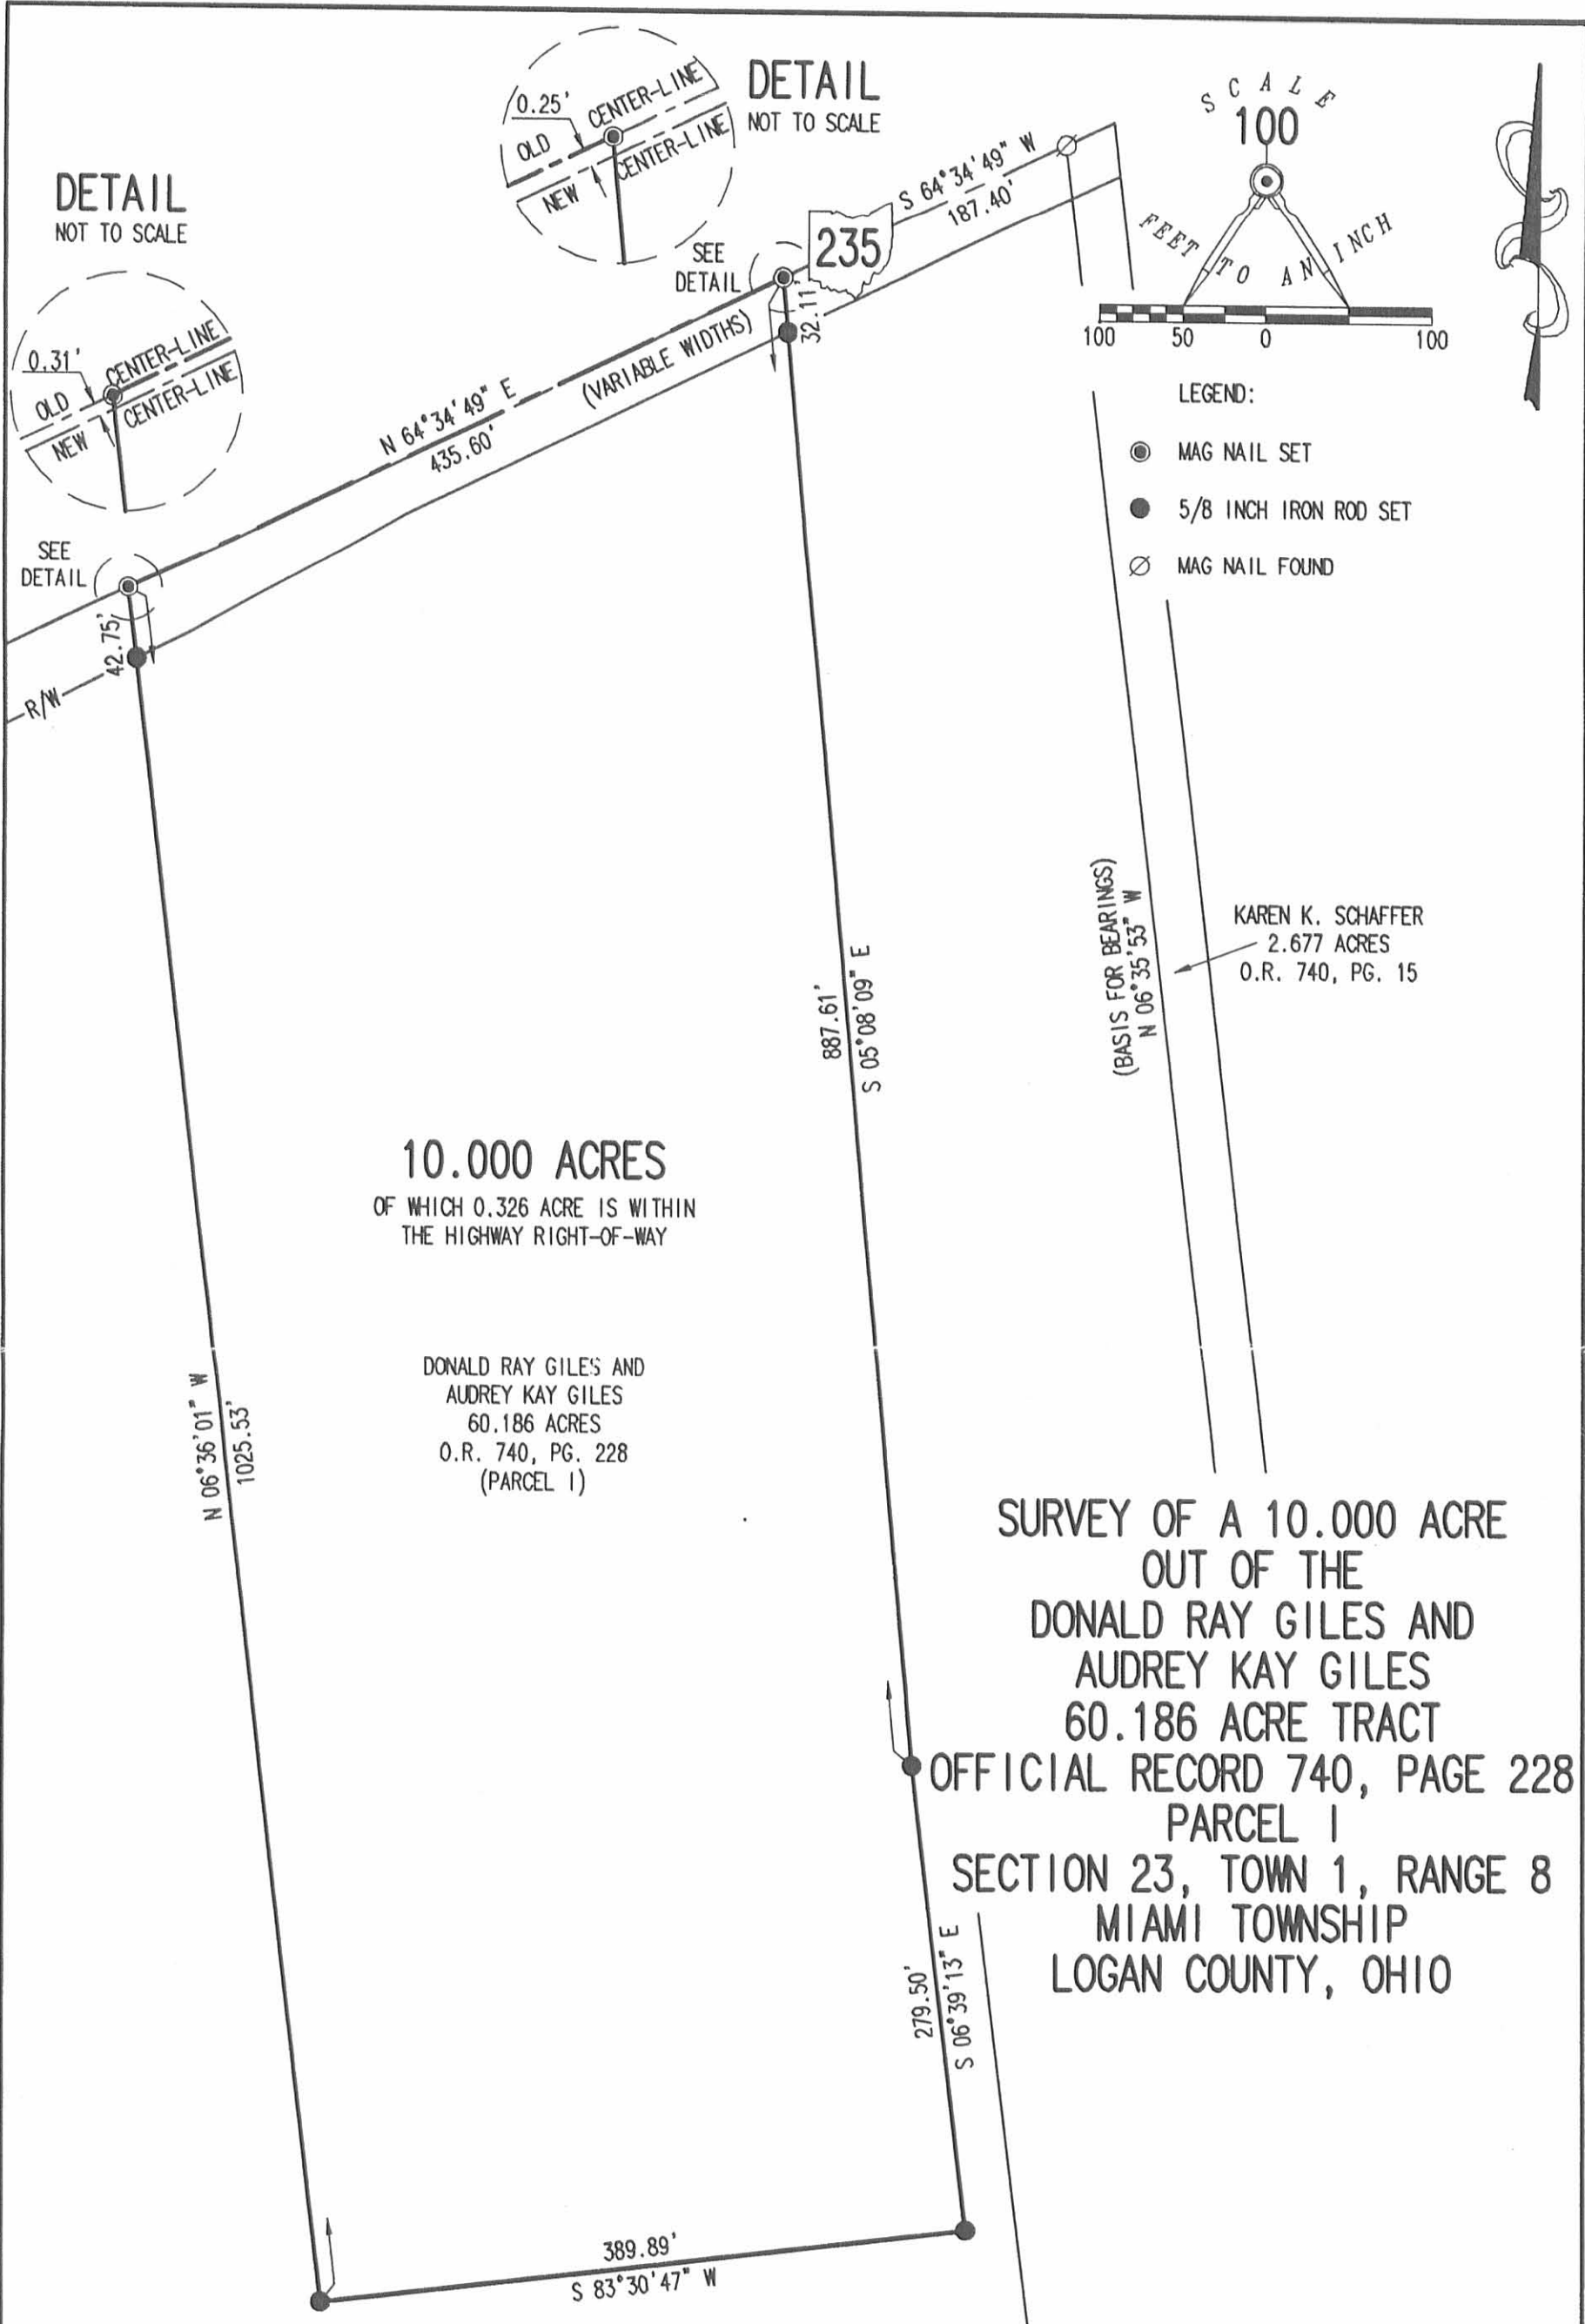 DETAIL
NOT TO SCALE
0.25'
OLD CENTER-LINE
NEW CENTER-LINE
DETAIL
NOT TO SCALE
0.31'
OLD CENTER-LINE
NEW CENTER-LINE
SCALE
100
FEET TO AN INCH
100 50 0 100
S 64°34'49" W
187.40'
235
SEE
DETAIL
32.11'
(VARIABLE WIDTHS)
N 64°34'49" E
435.60'
SEE
DETAIL
42.75'
R/W
LEGEND:
MAG NAIL SET
5/8 INCH IRON ROD SET
MAG NAIL FOUND
(BASIS FOR BEARINGS)
N 06°35'53" W
KAREN K. SCHAFFER
2.677 ACRES
O.R. 740, PG. 15
887.61'
S 05°08'09" E
10.000 ACRES
OF WHICH 0.326 ACRE IS WITHIN
THE HIGHWAY RIGHT-OF-WAY
DONALD RAY GILES AND
AUDREY KAY GILES
60.186 ACRES
O.R. 740, PG. 228
(PARCEL I)
N 06°36'01" W
1025.53'
SURVEY OF A 10.000 ACRE
OUT OF THE
DONALD RAY GILES AND
AUDREY KAY GILES
60.186 ACRE TRACT
OFFICIAL RECORD 740, PAGE 228
PARCEL I
SECTION 23, TOWN 1, RANGE 8
MIAMI TOWNSHIP
LOGAN COUNTY, OHIO
279.50'
S 06°39'13" E
389.89'
S 83°30'47" W